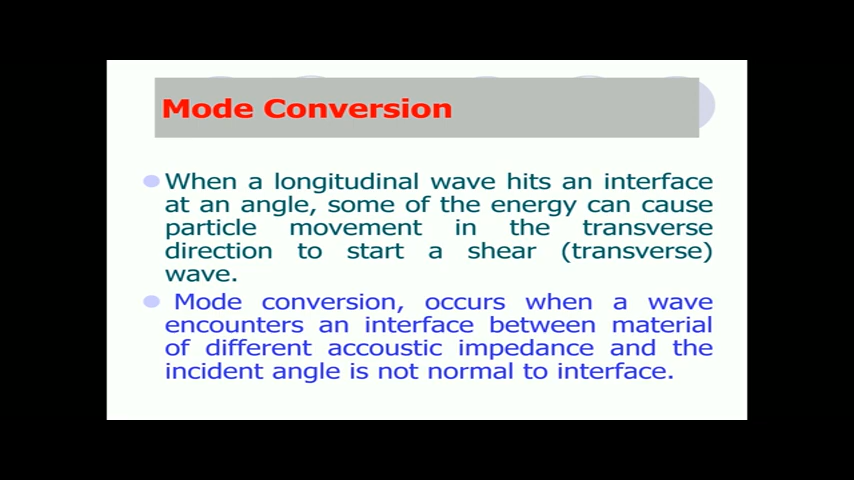 Mode Conversion
When a longitudinal wave hits an interface
at an angle, some of the energy can cause
particle movement in the transverse
direction to start a shear (transverse)
wave.
Mode conversion, occurs when a wave
encounters an interface between material
of different accoustic impedance and the
incident angle is not normal to interface.